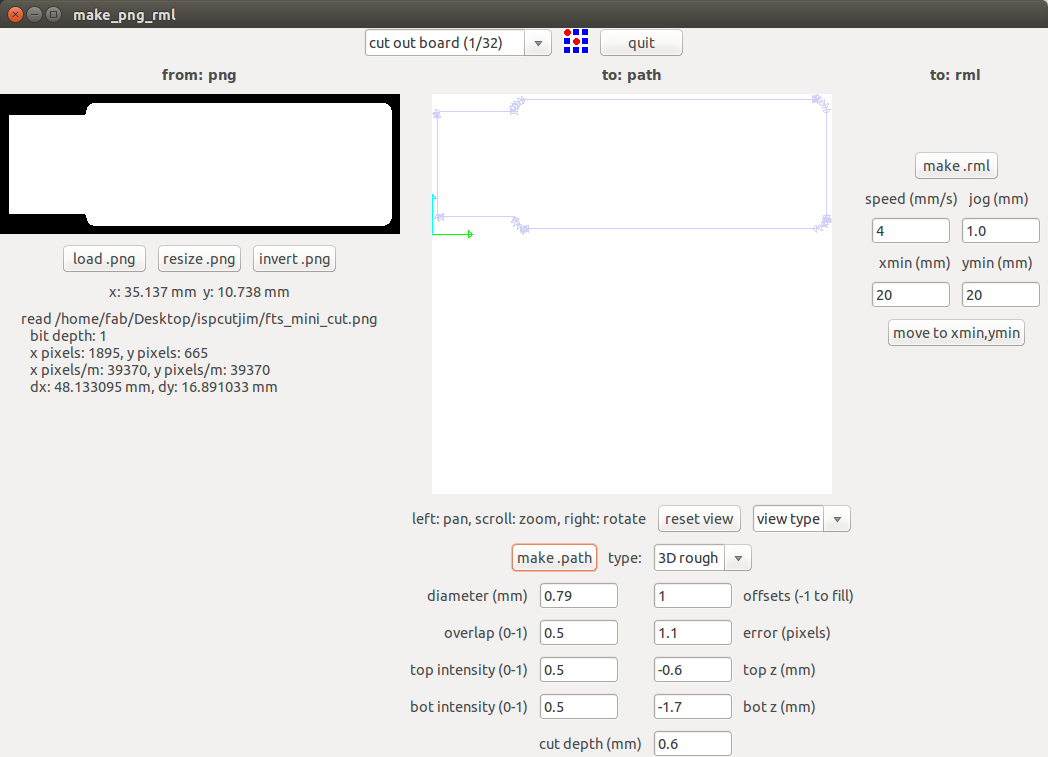 make_png_rml
cut out board (1/32) quit
from: png to: path to: rml
make .rml
speed (mm/s) jog (mm)
4 1.0
xmin (mm) ymin (mm)
20 20
move to xmin,ymin
load .png resize .png invert .png
x: 35.137 mm y: 10.738 mm
read /home/fab/Desktop/ispcutjim/fts_mini_cut.png
bit depth: 1
x pixels: 1895, y pixels: 665
x pixels/m: 39370, y pixels/m: 39370
dx: 48.133095 mm, dy: 16.891033 mm
left: pan, scroll: zoom, right: rotate reset view view type
make .path type: 3D rough
diameter (mm) 0.79 1 offsets (-1 to fill)
overlap (0-1) 0.5 1.1 error (pixels)
top intensity (0-1) 0.5 -0.6 top z (mm)
bot intensity (0-1) 0.5 -1.7 bot z (mm)
cut depth (mm) 0.6